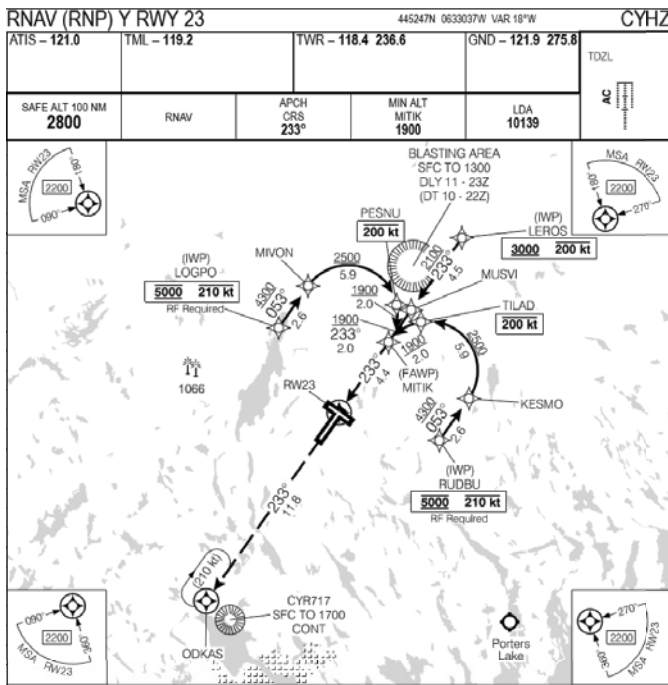 RNAV (RNP) Y RWY 23
445247N 0633037W VAR 18°W
CYHZ
ATIS – 121.0
TML – 119.2
TWR – 118.4 236.6
GND – 121.9 275.8
TDZL
AC
SAFE ALT 100 NM
2800
RNAV
APCH
CRS
233°
MIN ALT
MITIK
1900
LDA
10139
MSA RW23
2200
180°
090°
BLASTING AREA
SFC TO 1300
DLY 11 - 23Z
(DT 10 - 22Z)
MSA RW23
2200
180°
270°
PESNU
200 kt
(IWP)
LEROS
3000 200 kt
2100
233°
4.5
MUSVI
(IWP)
LOGPO
5000 210 kt
RF Required
MIVON
2500
5.9
4300
053°
2.6
1900
2.0
TILAD
200 kt
1900
233°
2.0
1900
2.0
2500
5.9
1066
(FAWP)
MITIK
233°
4.4
RW23
KESMO
4300
053°
2.6
(IWP)
RUDBU
5000 210 kt
RF Required
233°
11.8
(210 kt)
CYR717
SFC TO 1700
CONT
ODKAS
Porters
Lake
090°
2200
360°
MSA RW23
270°
2200
360°
MSA RW23